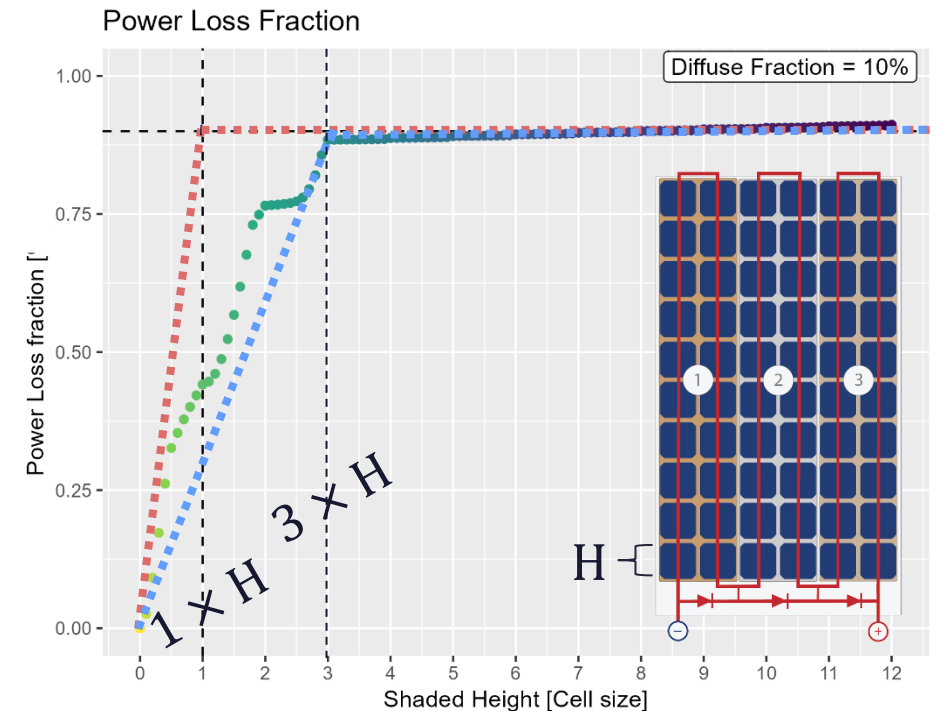 Power Loss Fraction
Diffuse Fraction = 10%
Power Loss fraction [
1.00
0.75
0.50
0.25
0.00
1 × H
3 × H
H
1 2 3
− +
0 1 2 3 4 5 6 7 8 9 10 11 12
Shaded Height [Cell size]